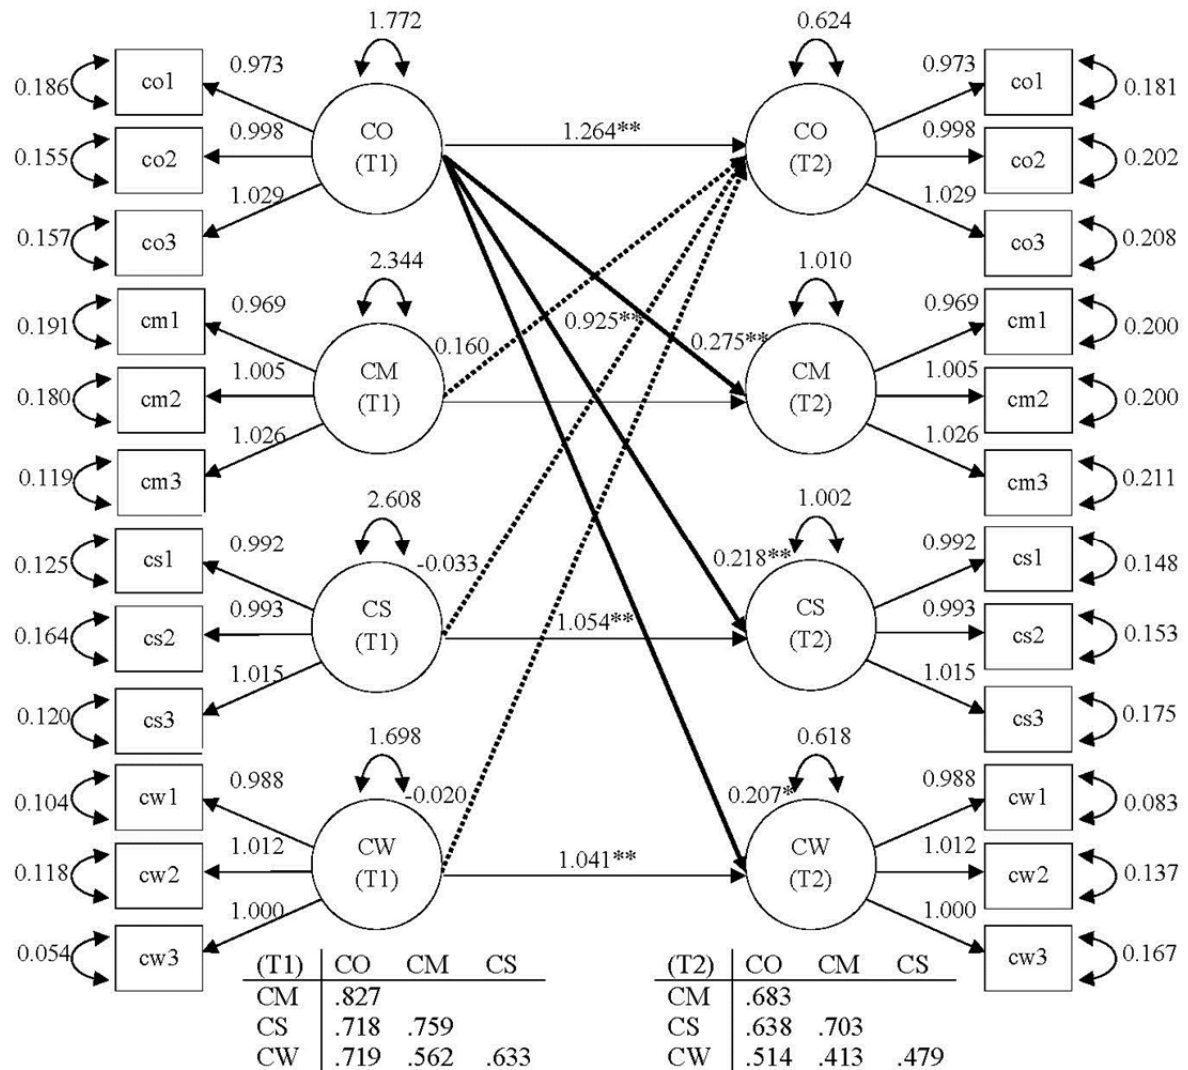 1.772 0.624
0.186 co1 0.973 0.973 co1 0.181
CO (T1) 1.264** CO (T2)
0.155 co2 0.998 0.998 co2 0.202
0.157 co3 1.029 1.029 co3 0.208
2.344 1.010
0.191 cm1 0.969 0.925** 0.969 cm1 0.200
0.160 0.275**
CM (T1) CM (T2)
0.180 cm2 1.005 1.005 cm2 0.200
0.119 cm3 1.026 1.026 cm3 0.211
2.608 1.002
0.125 cs1 0.992 -0.033 0.218** 0.992 cs1 0.148
CS (T1) 1.054** CS (T2)
0.164 cs2 0.993 0.993 cs2 0.153
0.120 cs3 1.015 1.015 cs3 0.175
1.698 0.618
0.104 cw1 0.988 -0.020 0.207* 0.988 cw1 0.083
CW (T1) 1.041** CW (T2)
0.118 cw2 1.012 1.012 cw2 0.137
0.054 cw3 1.000 1.000 cw3 0.167
(T1) CO CM CS (T2) CO CM CS
CM .827 CM .683
CS .718 .759 CS .638 .703
CW .719 .562 .633 CW .514 .413 .479